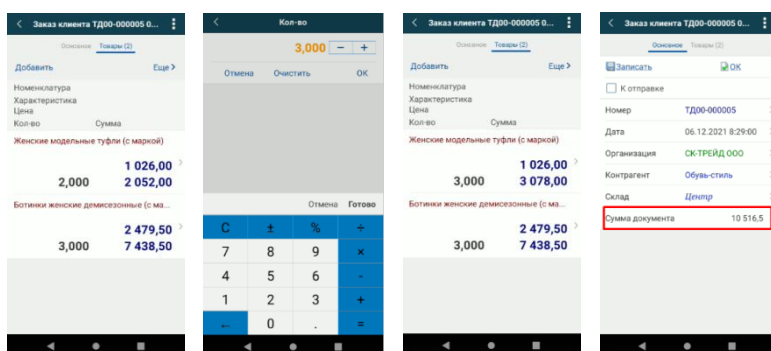 Заказ клиента ТД00-000005 0...
Основное Товары (2)
Добавить Еще >
Номенклатура
Характеристика
Цена
Кол-во Сумма
Женские модельные туфли (с маркой)
1 026,00
2,000 2 052,00
Ботинки женские демисезонные (с ма...
2 479,50
3,000 7 438,50
Кол-во
3,000 - +
Отмена Очистить OK
Отмена Готово
C ± % ÷
7 8 9 ×
4 5 6 -
1 2 3 +
← 0 . =
Заказ клиента ТД00-000005 0...
Основное Товары (2)
Добавить Еще >
Номенклатура
Характеристика
Цена
Кол-во Сумма
Женские модельные туфли (с маркой)
1 026,00
3,000 3 078,00
Ботинки женские демисезонные (с ма...
2 479,50
3,000 7 438,50
Заказ клиента ТД00-000005 0...
Основное Товары (2)
Записать OK
К отправке
Номер ТД00-000005
Дата 06.12.2021 8:29:00
Организация СК-ТРЕЙД ООО
Контрагент Обувь-стиль
Склад Центр
Сумма документа 10 516,5